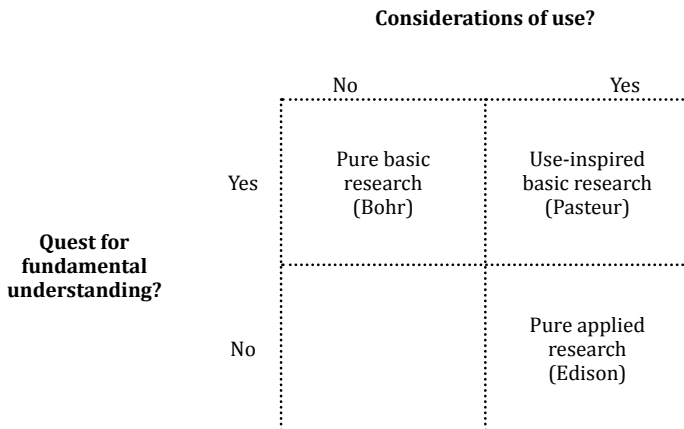 Considerations of use?
No
Yes
Yes
Pure basic
research
(Bohr)
Use-inspired
basic research
(Pasteur)
Quest for
fundamental
understanding?
No
Pure applied
research
(Edison)